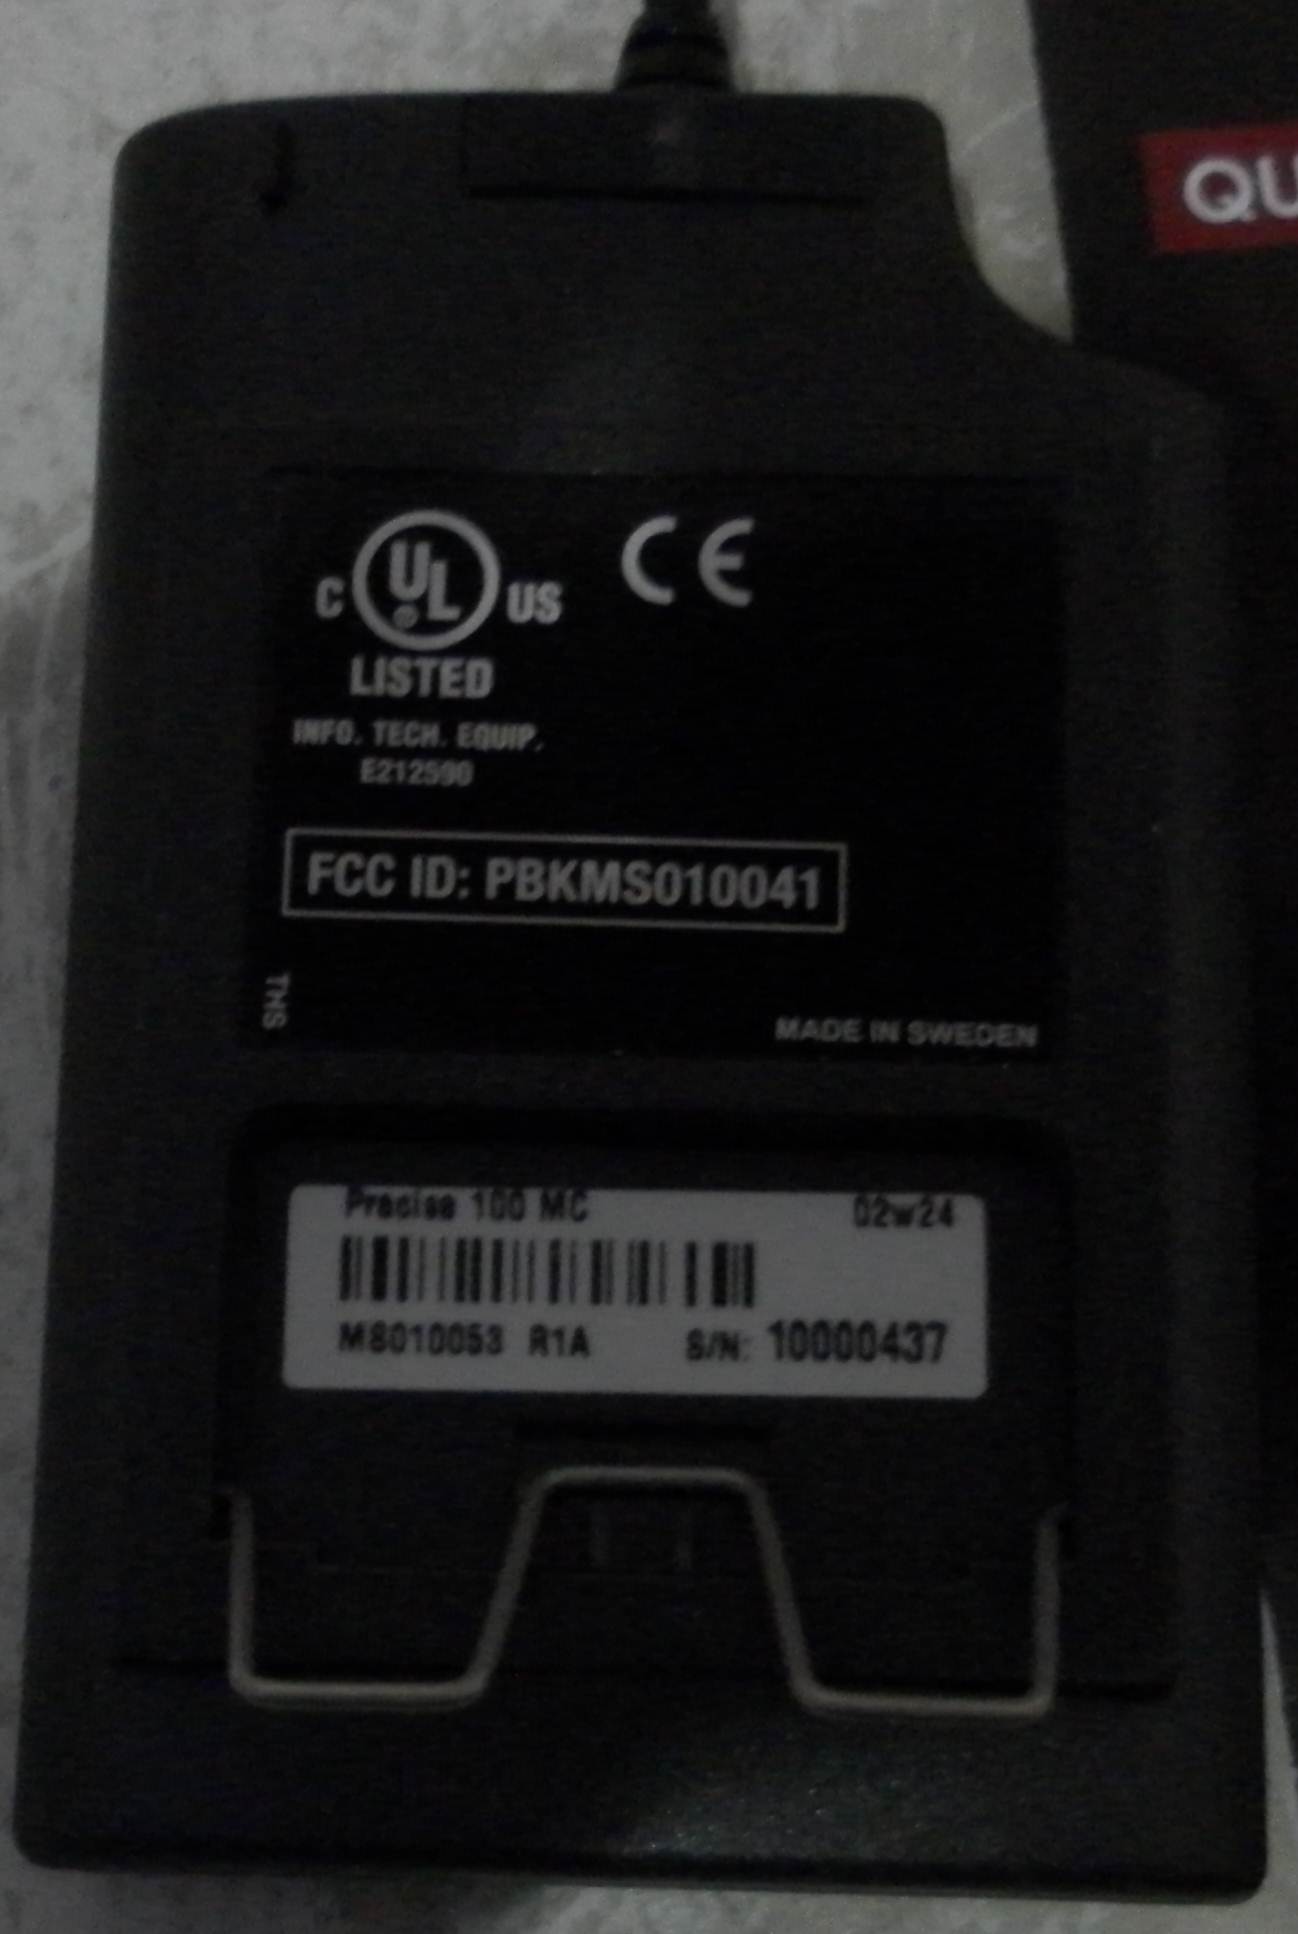 QU
C UL US CE
LISTED
INFO. TECH. EQUIP.
E212590
FCC ID: PBKMS010041
THS
MADE IN SWEDEN
Precise 100 MC 02w24
MS010053 R1A S/N: 10000437